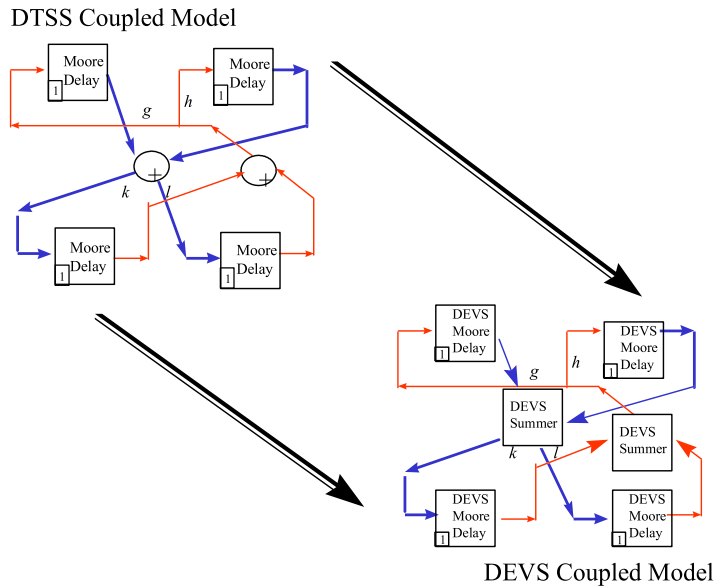 DTSS Coupled Model
Moore
Delay
1
Moore
Delay
1
g
h
+
+
k
l
Moore
Delay
1
Moore
Delay
1
DEVS
Moore
Delay
1
DEVS
Moore
Delay
1
g
h
DEVS
Summer
DEVS
Summer
k
l
DEVS
Moore
Delay
1
DEVS
Moore
Delay
1
DEVS Coupled Model